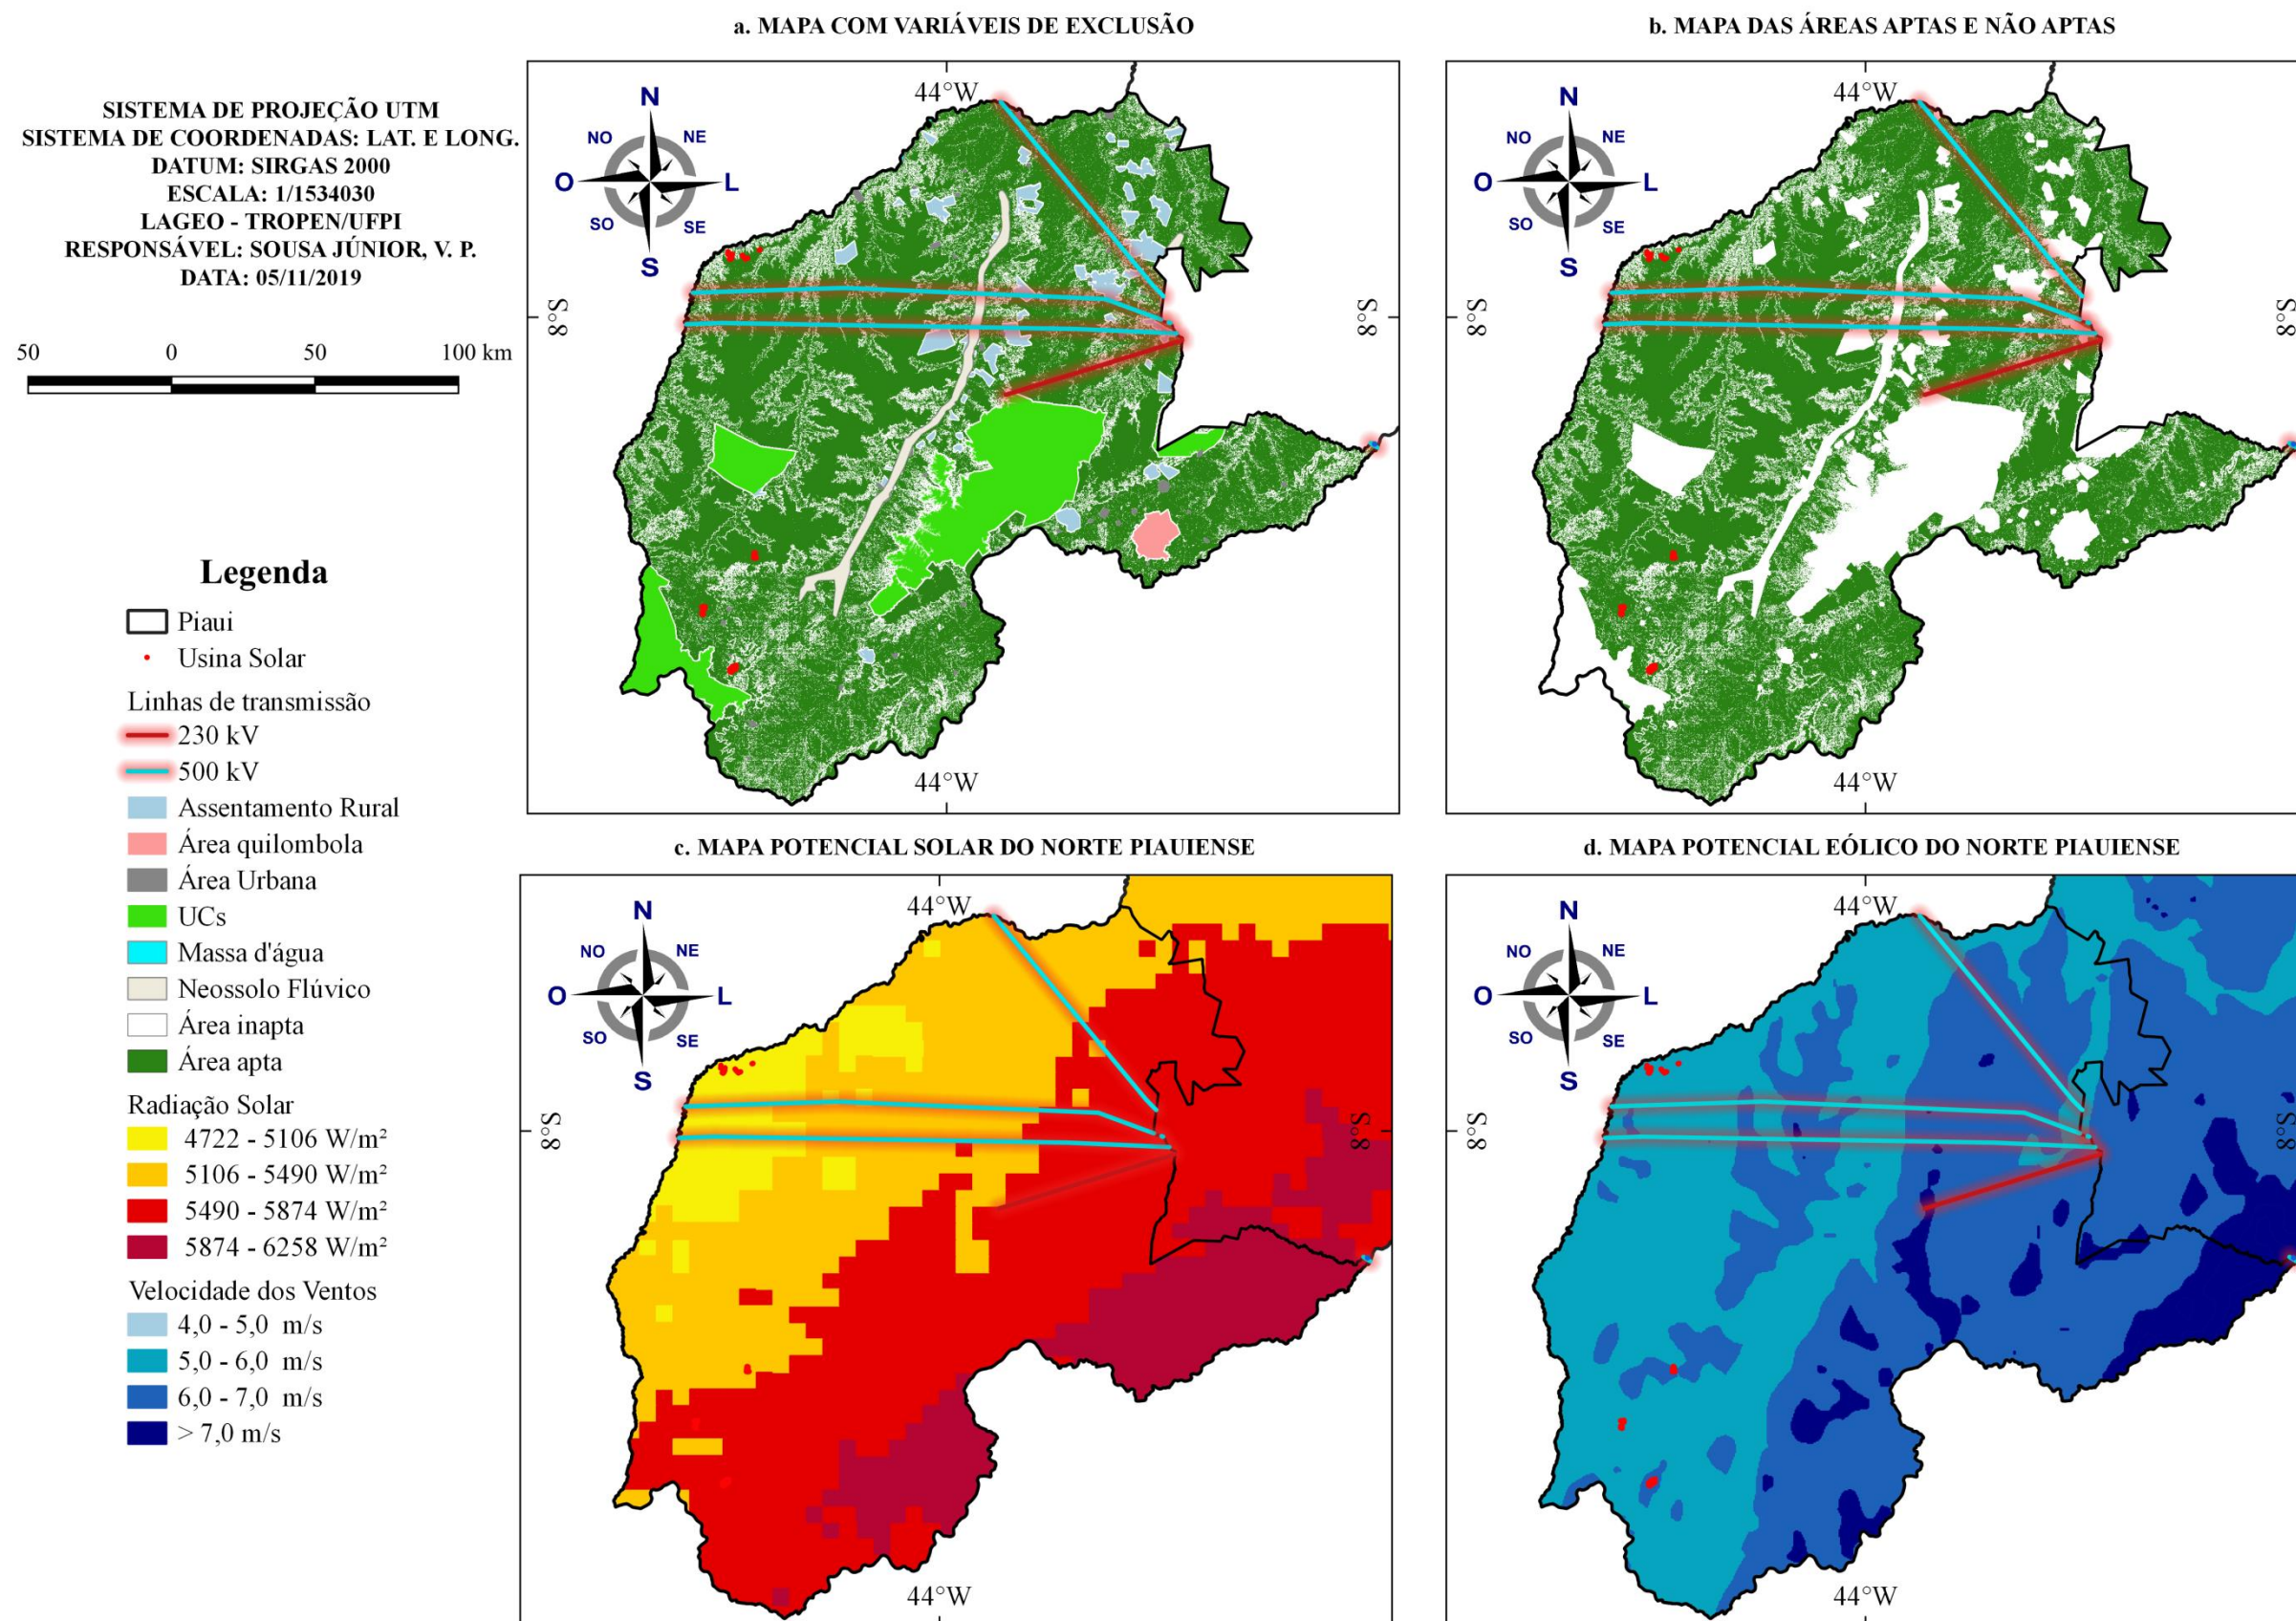 SISTEMA DE PROJEÇÃO UTM
SISTEMA DE COORDENADAS: LAT. E LONG.
DATUM: SIRGAS 2000
ESCALA: 1/1534030
LAGEO - TROPEN/UFPI
RESPONSÁVEL: SOUSA JÚNIOR, V. P.
DATA: 05/11/2019
50 0 50 100 km
Legenda
Piaui
Usina Solar
Linhas de transmissão
230 kV
500 kV
Assentamento Rural
Área quilombola
Área Urbana
UCs
Massa d'água
Neossolo Flúvico
Área inapta
Área apta
Radiação Solar
4722 - 5106 W/m²
5106 - 5490 W/m²
5490 - 5874 W/m²
5874 - 6258 W/m²
Velocidade dos Ventos
4,0 - 5,0 m/s
5,0 - 6,0 m/s
6,0 - 7,0 m/s
> 7,0 m/s
a. MAPA COM VARIÁVEIS DE EXCLUSÃO
44°W
N
NO NE
O L
SO SE
S
8°S 8°S
44°W
b. MAPA DAS ÁREAS APTAS E NÃO APTAS
44°W
N
NO NE
O L
SO SE
S
8°S 8°S
44°W
c. MAPA POTENCIAL SOLAR DO NORTE PIAUIENSE
44°W
N
NO NE
O L
SO SE
S
8°S 8°S
44°W
d. MAPA POTENCIAL EÓLICO DO NORTE PIAUIENSE
44°W
N
NO NE
O L
SO SE
S
8°S 8°S
44°W